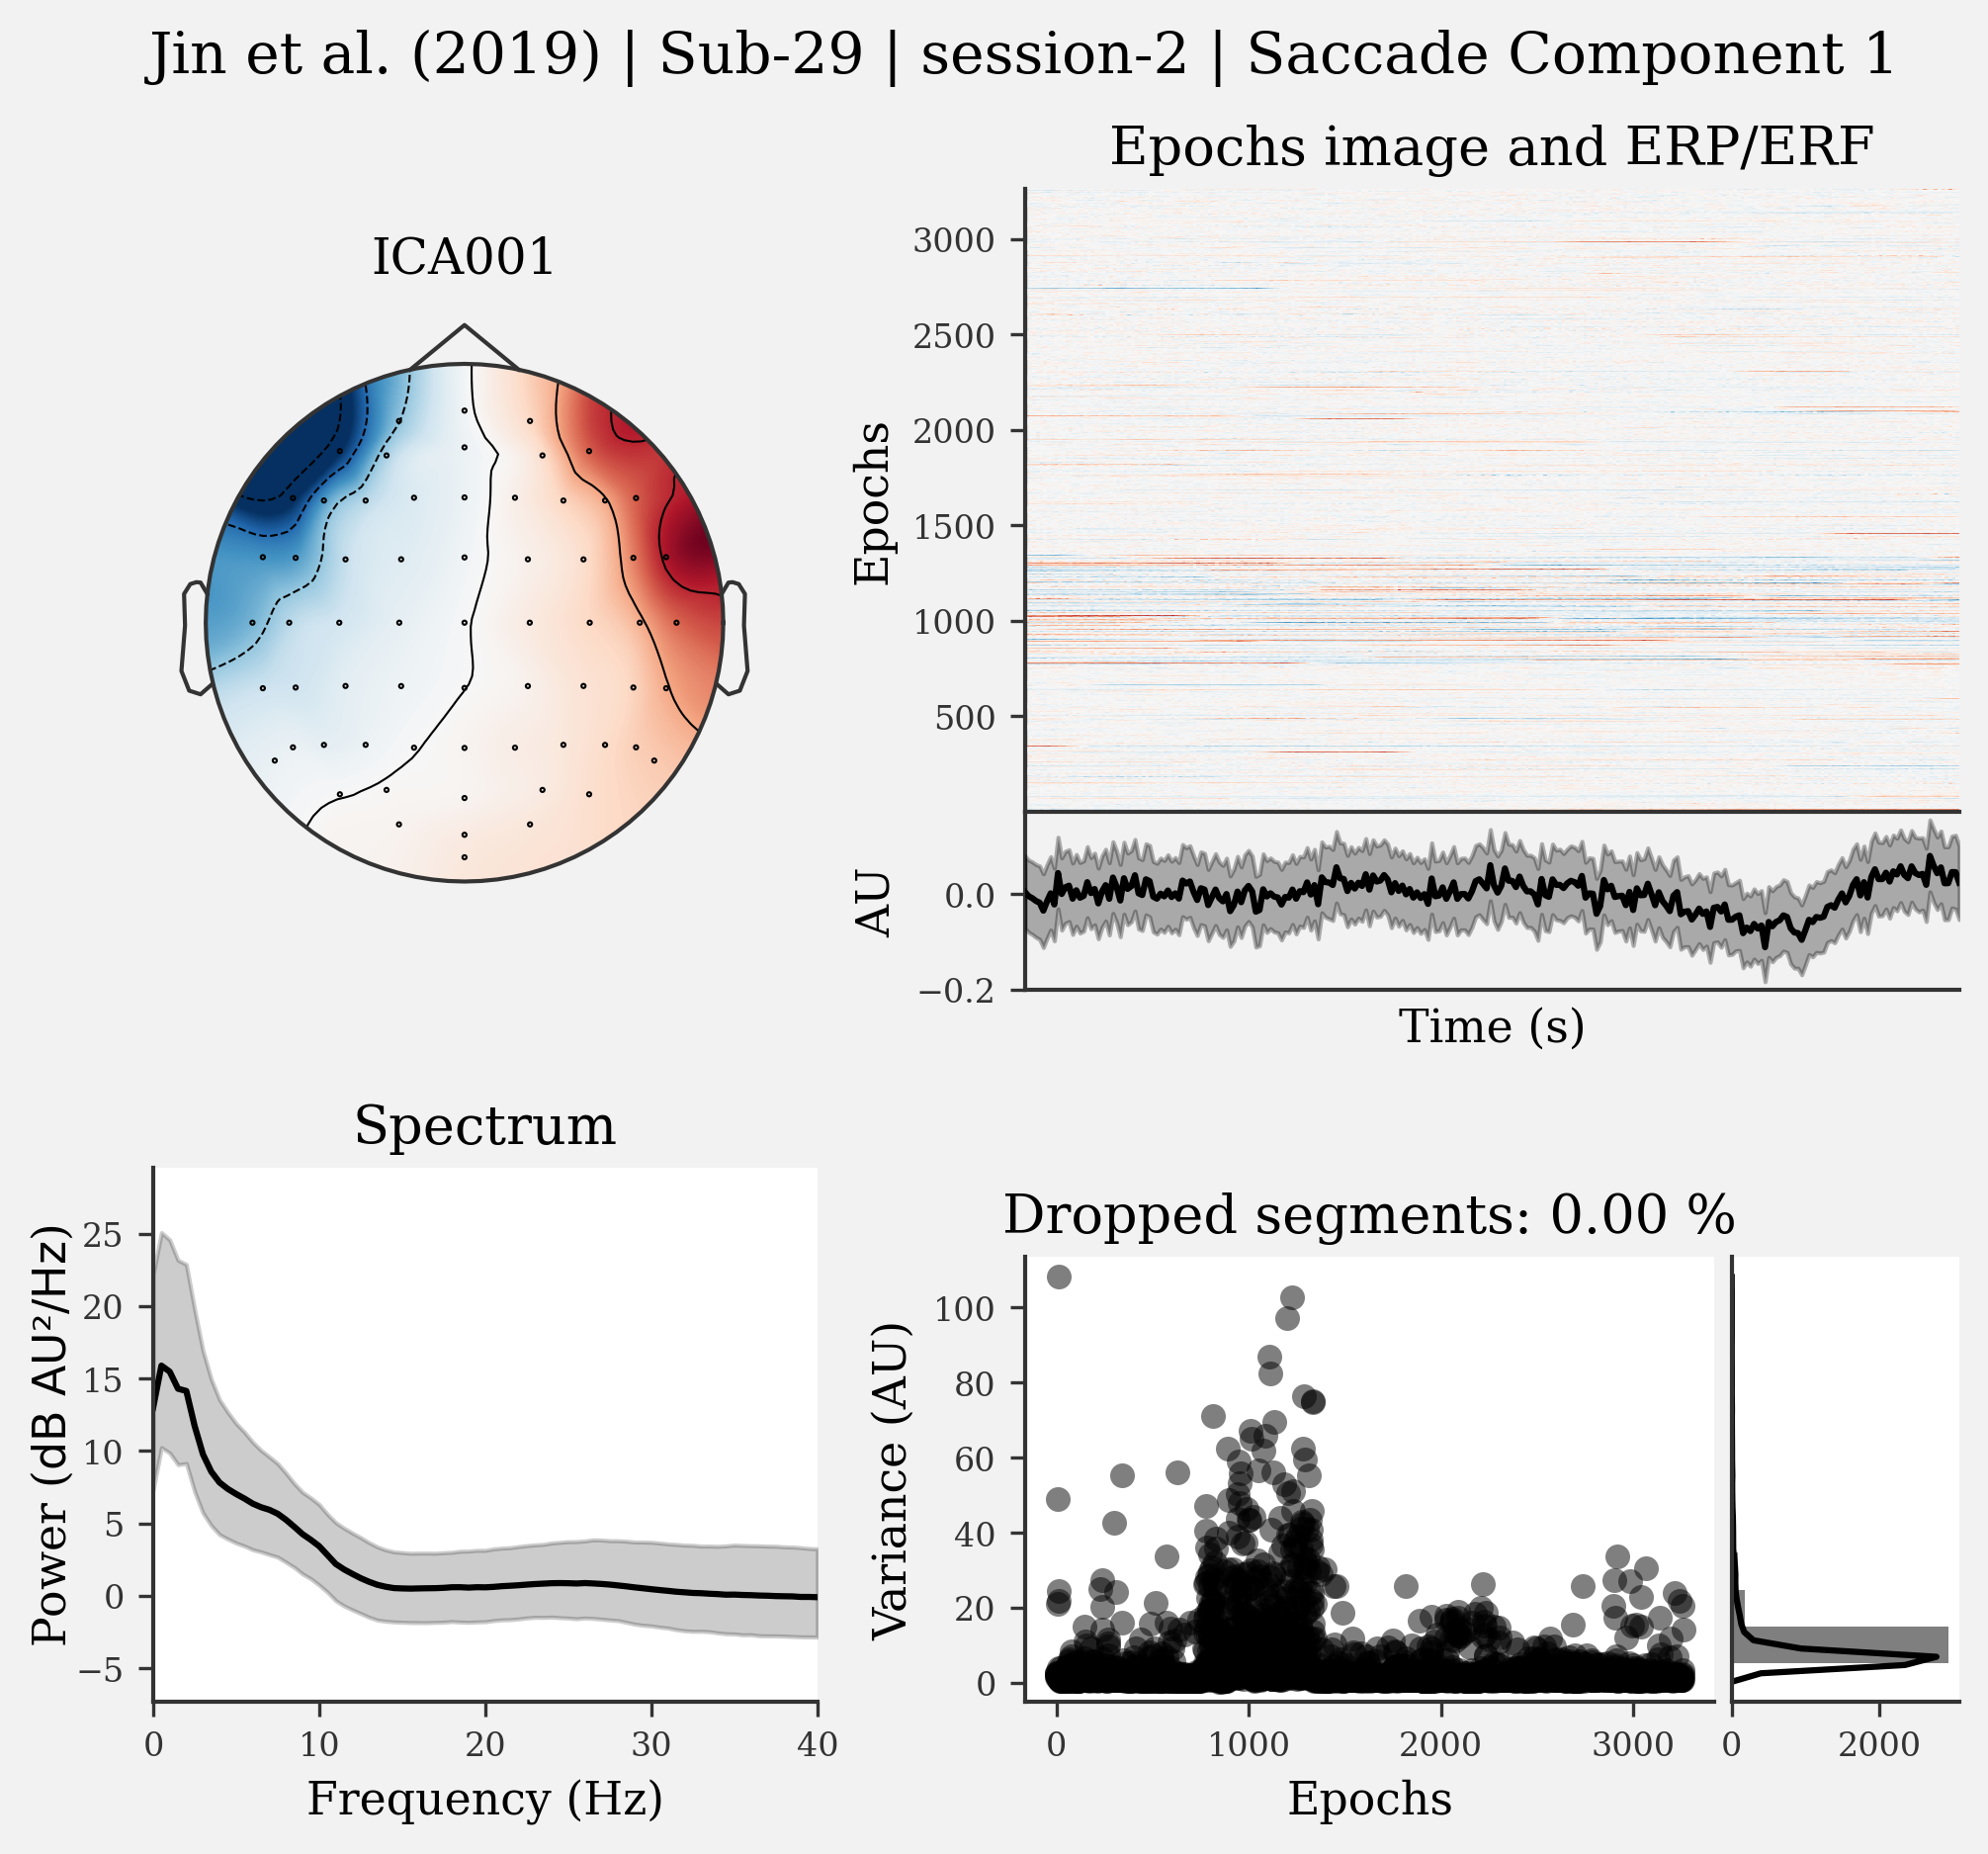 Jin et al. (2019) | Sub-29 | session-2 | Saccade Component 1
ICA001
Epochs image and ERP/ERF
Epochs
3000
2500
2000
1500
1000
500
AU
0.0
−0.2
Time (s)
Spectrum
Power (dB AU²/Hz)
25
20
15
10
5
0
−5
0 10 20 30 40
Frequency (Hz)
Dropped segments: 0.00 %
Variance (AU)
100
80
60
40
20
0
0 1000 2000 3000
Epochs
0 2000